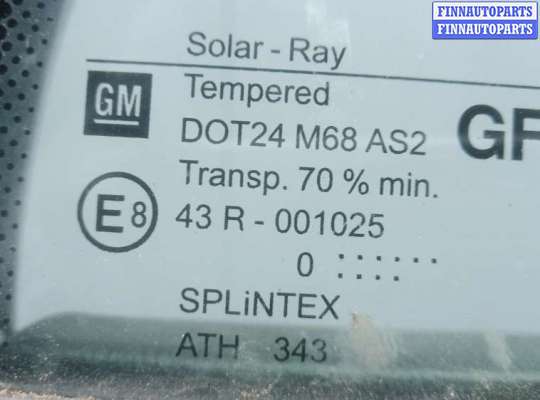 FINNAUTOPARTS
FINNAUTOPARTS
Solar - Ray
GM
Tempered
DOT24 M68 AS2
GF
Transp. 70 % min.
E8
43 R - 001025
0 ::::::
SPLiNTEX
ATH 343